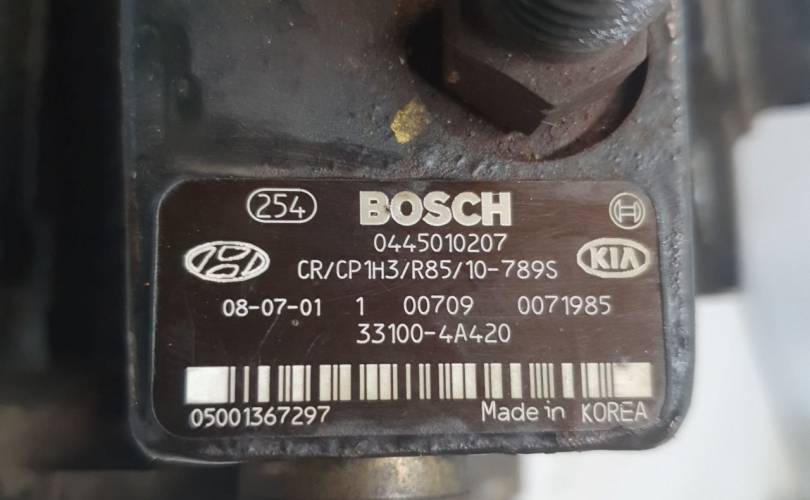 254 BOSCH
0445010207
CR/CP1H3/R85/10-789S KIA
08-07-01 1 00709 0071985
33100-4A420
05001367297 Made in KOREA